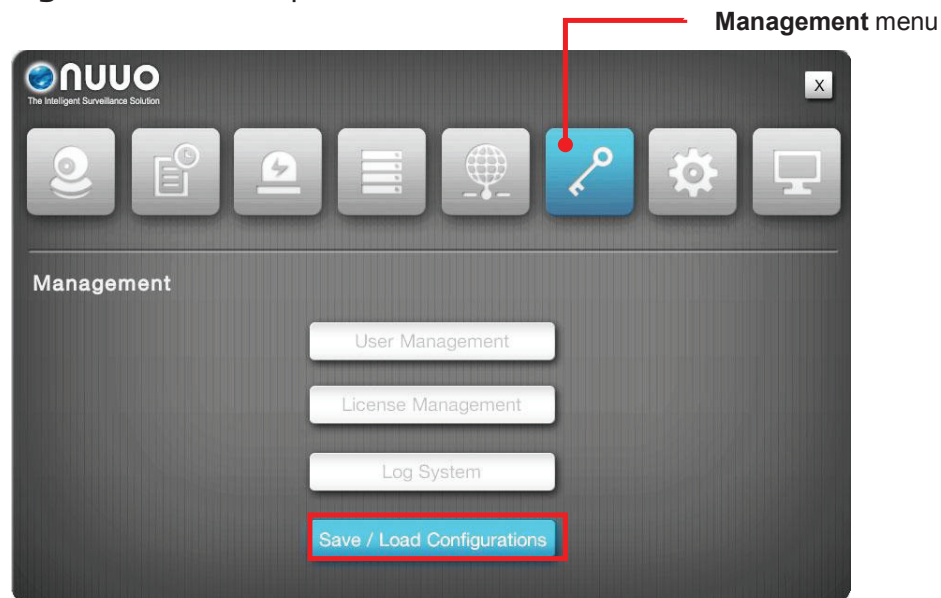 Management menu
nuuo
The Intelligent Surveillance Solution
X
Management
User Management
License Management
Log System
Save / Load Configurations